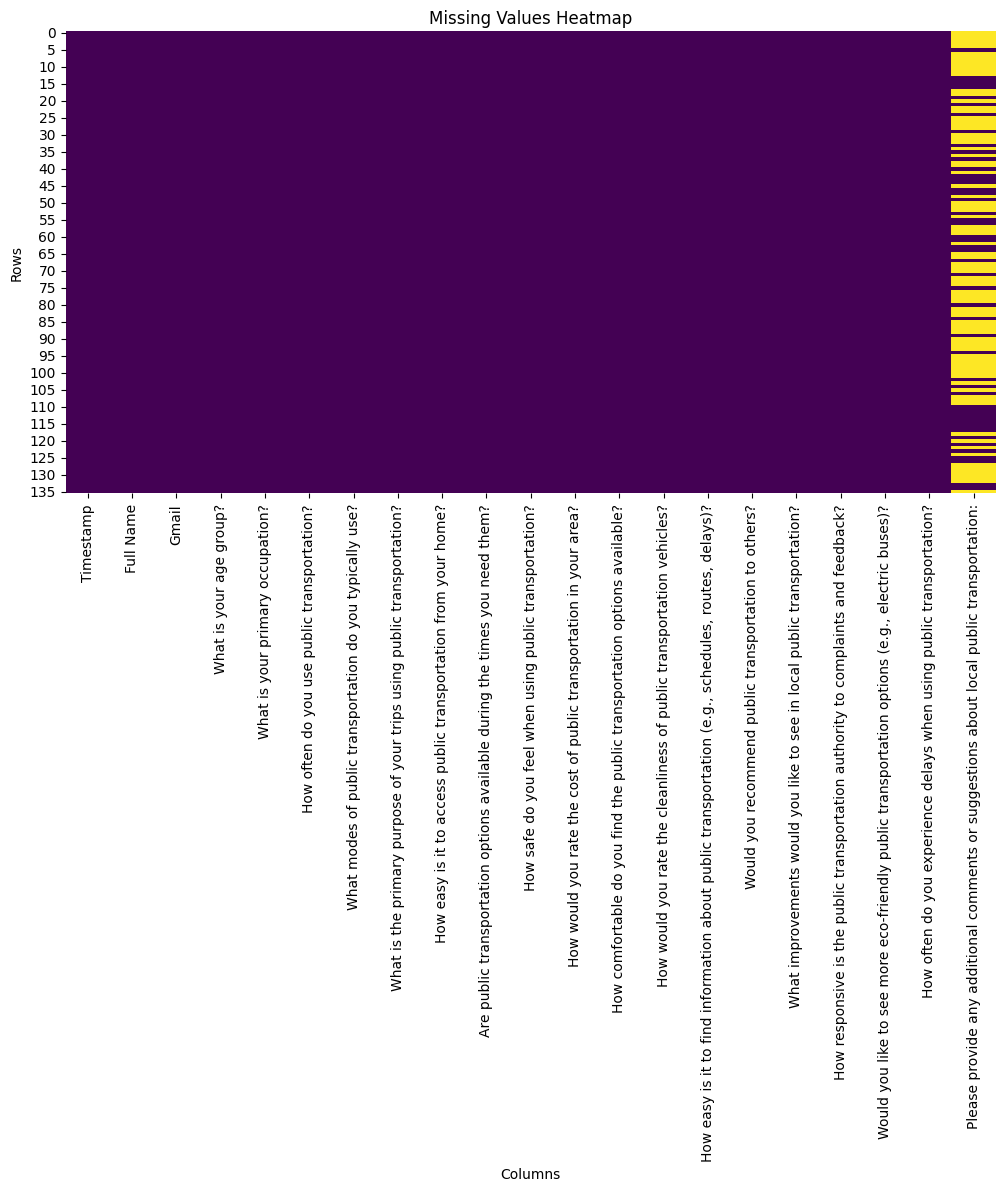 Missing Values Heatmap
Rows
0
5
10
15
20
25
30
35
40
45
50
55
60
65
70
75
80
85
90
95
100
105
110
115
120
125
130
135
Timestamp
Full Name
Gmail
What is your age group?
What is your primary occupation?
How often do you use public transportation?
What modes of public transportation do you typically use?
What is the primary purpose of your trips using public transportation?
How easy is it to access public transportation from your home?
Are public transportation options available during the times you need them?
How safe do you feel when using public transportation?
How would you rate the cost of public transportation in your area?
How comfortable do you find the public transportation options available?
How would you rate the cleanliness of public transportation vehicles?
How easy is it to find information about public transportation (e.g., schedules, routes, delays)?
Would you recommend public transportation to others?
What improvements would you like to see in local public transportation?
How responsive is the public transportation authority to complaints and feedback?
Would you like to see more eco-friendly public transportation options (e.g., electric buses)?
How often do you experience delays when using public transportation?
Please provide any additional comments or suggestions about local public transportation:
Columns